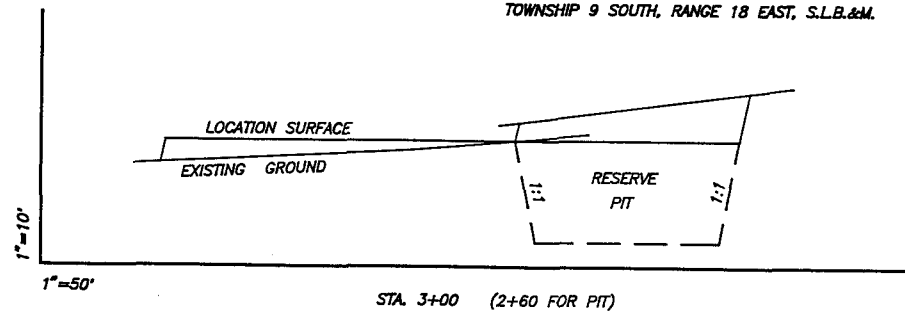 TOWNSHIP 9 SOUTH, RANGE 18 EAST, S.L.B.&M.
LOCATION SURFACE
EXISTING GROUND
RESERVE
PIT
1:1
1:1
1"=10'
1"=50'
STA. 3+00 (2+60 FOR PIT)